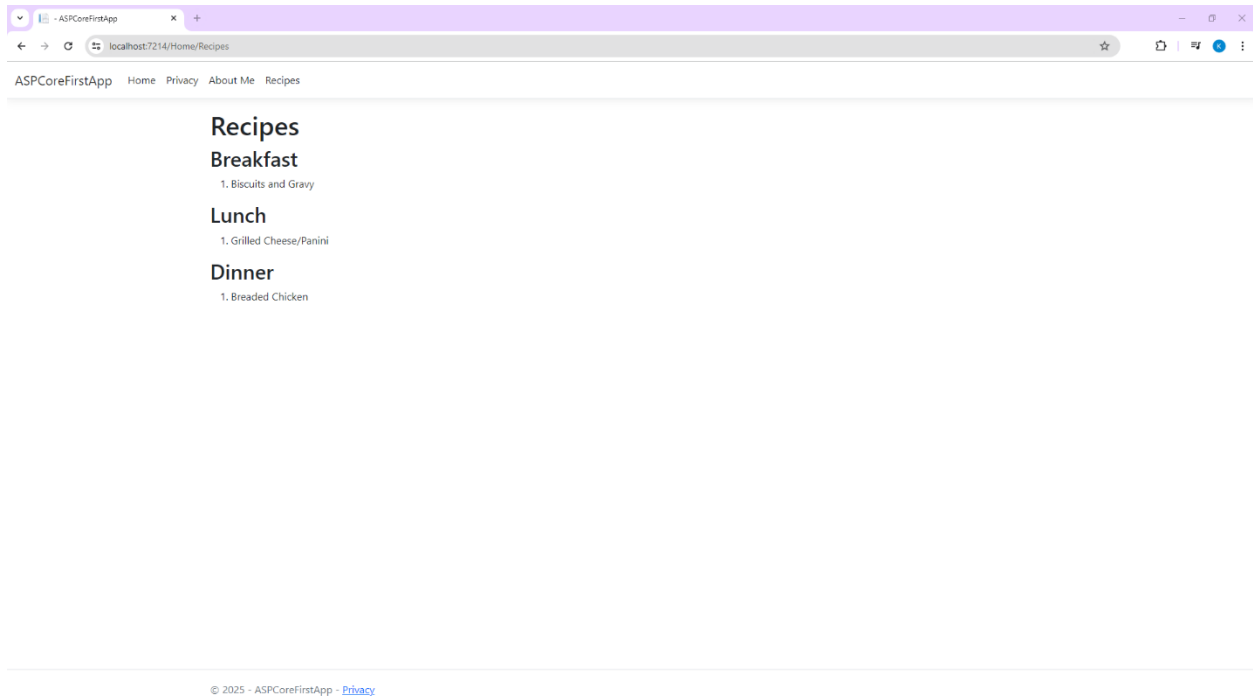 - ASPCoreFirstApp
localhost:7214/Home/Recipes
K
ASPCoreFirstApp Home Privacy About Me Recipes
Recipes
Breakfast
1. Biscuits and Gravy
Lunch
1. Grilled Cheese/Panini
Dinner
1. Breaded Chicken
© 2025 - ASPCoreFirstApp - Privacy